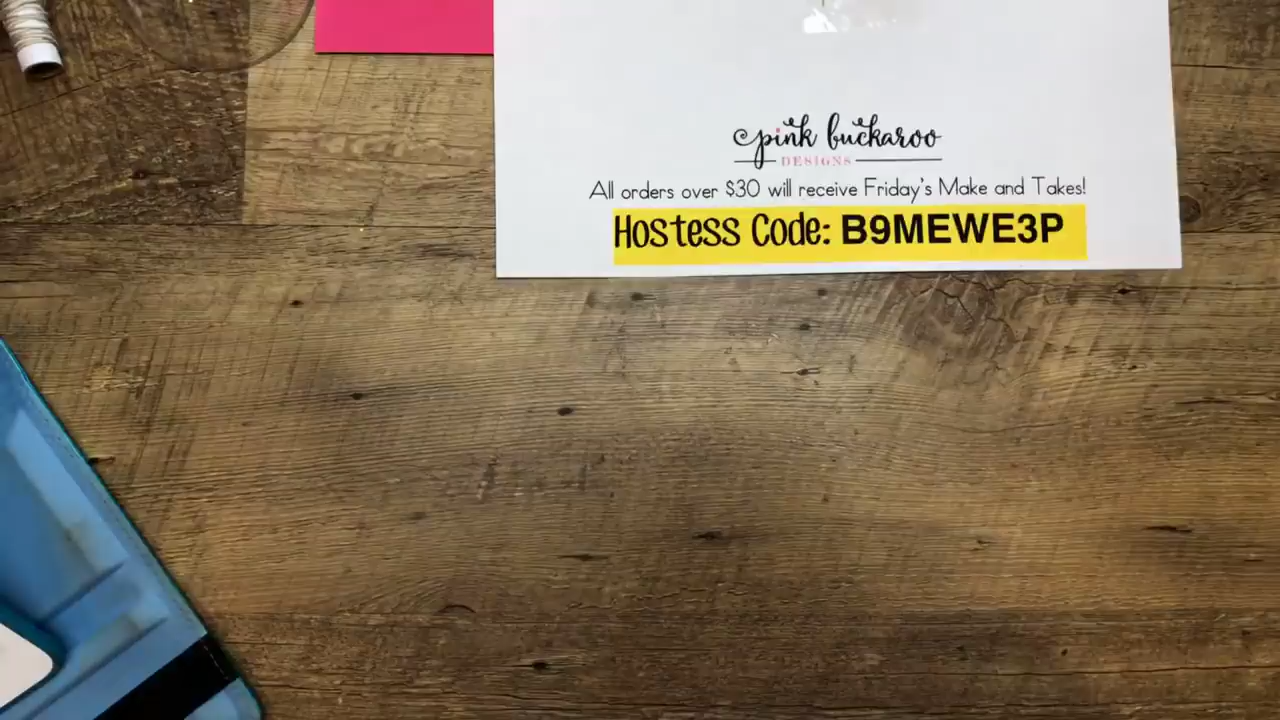 pink buckaroo
DESIGNS
All orders over $30 will receive Friday's Make and Takes!
Hostess Code: B9MEWE3P